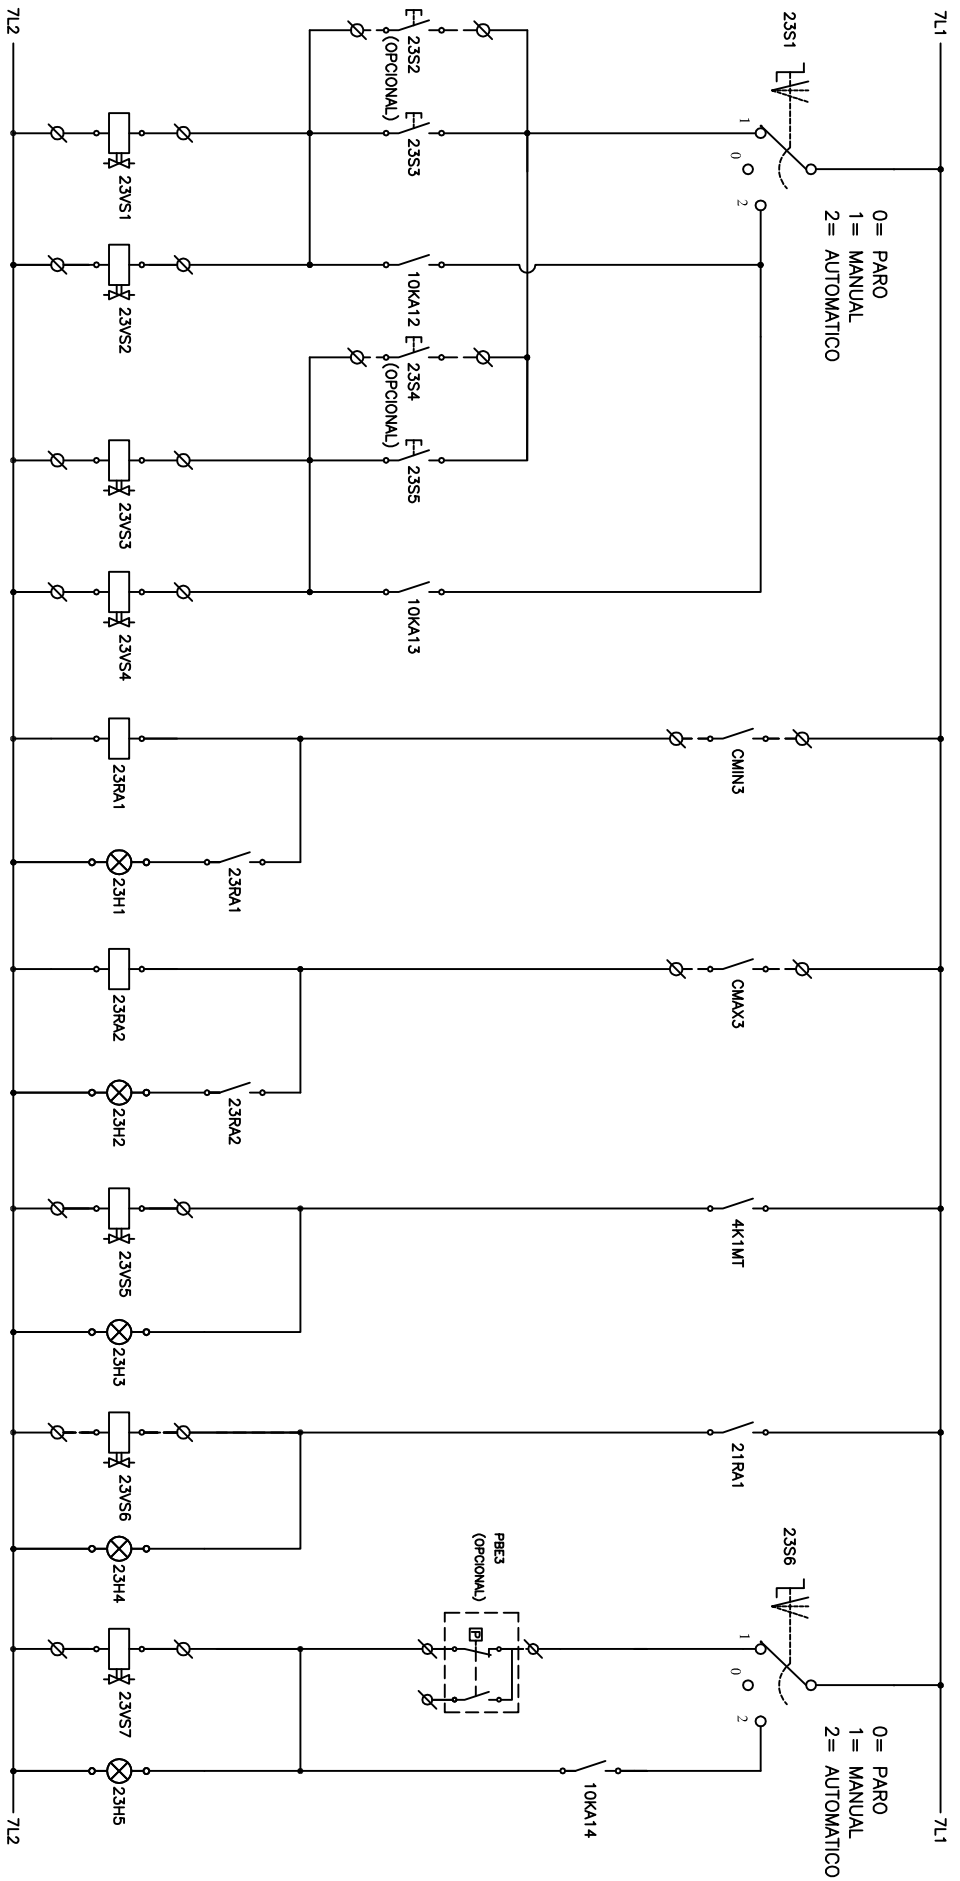 7L1
23S1
0= PARO
1= MANUAL
2= AUTOMATICO
1
0
2
23S2
(OPCIONAL)
23S3
10KA12
23S4
(OPCIONAL)
23S5
10KA13
CMIN3
23RA1
CMAX3
23RA2
4K1MT
21RA1
23S6
0= PARO
1= MANUAL
2= AUTOMATICO
1
0
2
PBE3
(OPCIONAL)
P
10KA14
7L1
7L2
23VS1
23VS2
23VS3
23VS4
23RA1
23H1
23RA2
23H2
23VS5
23H3
23VS6
23H4
23VS7
23H5
7L2